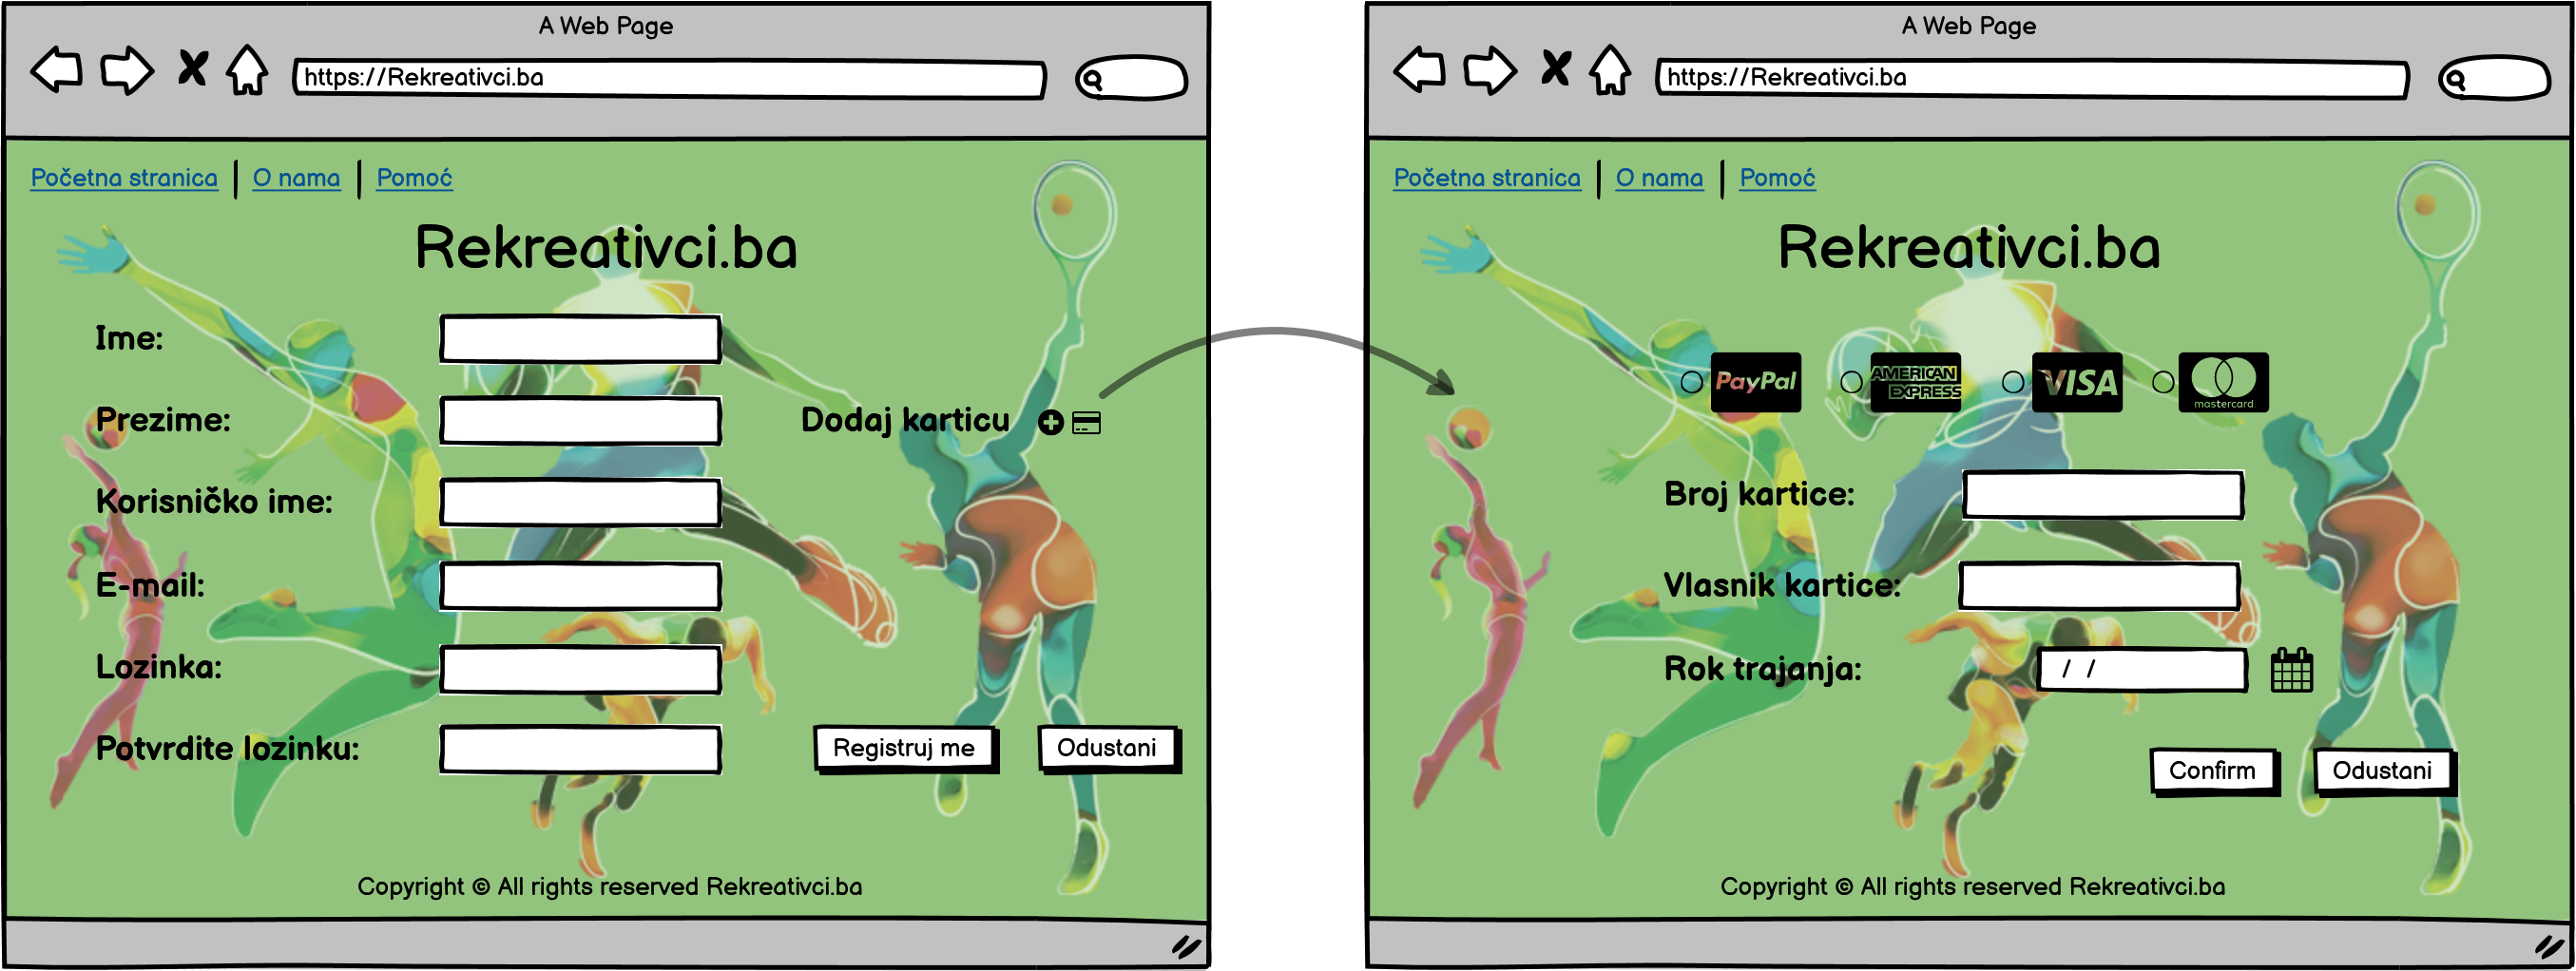 A Web Page
https://Rekreativci.ba
Početna stranica | O nama | Pomoć
Rekreativci.ba
Ime:
Prezime:
Dodaj karticu
Korisničko ime:
E-mail:
Lozinka:
Potvrdite lozinku:
Registruj me
Odustani
Copyright © All rights reserved Rekreativci.ba
A Web Page
https://Rekreativci.ba
Početna stranica | O nama | Pomoć
Rekreativci.ba
PayPal
AMERICAN
EXPRESS
VISA
mastercard
Broj kartice:
Vlasnik kartice:
Rok trajanja:
/ /
Confirm
Odustani
Copyright © All rights reserved Rekreativci.ba